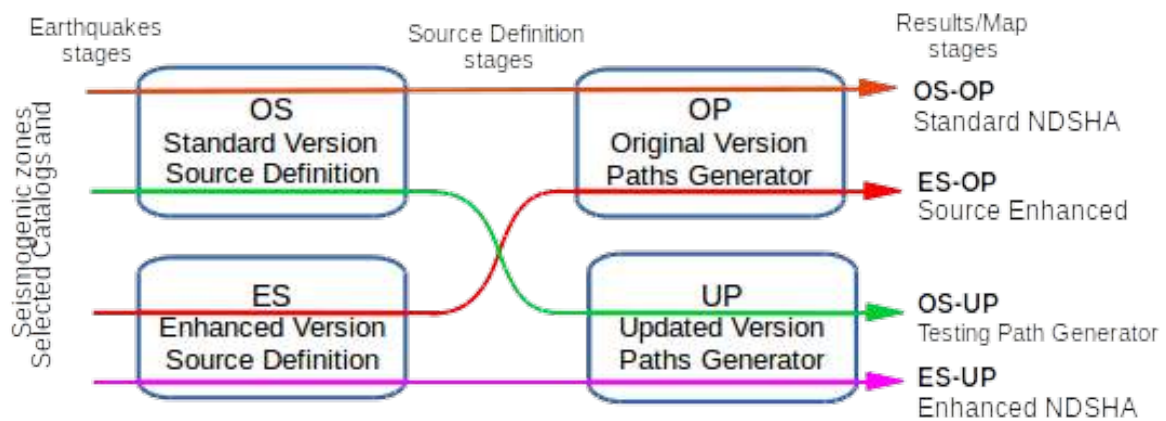 Earthquakes
stages
Source Definition
stages
Results/Map
stages
Seismogenic zones
Selected Catalogs and
OS
Standard Version
Source Definition
OP
Original Version
Paths Generator
OS-OP
Standard NDSHA
ES-OP
Source Enhanced
ES
Enhanced Version
Source Definition
UP
Updated Version
Paths Generator
OS-UP
Testing Path Generator
ES-UP
Enhanced NDSHA